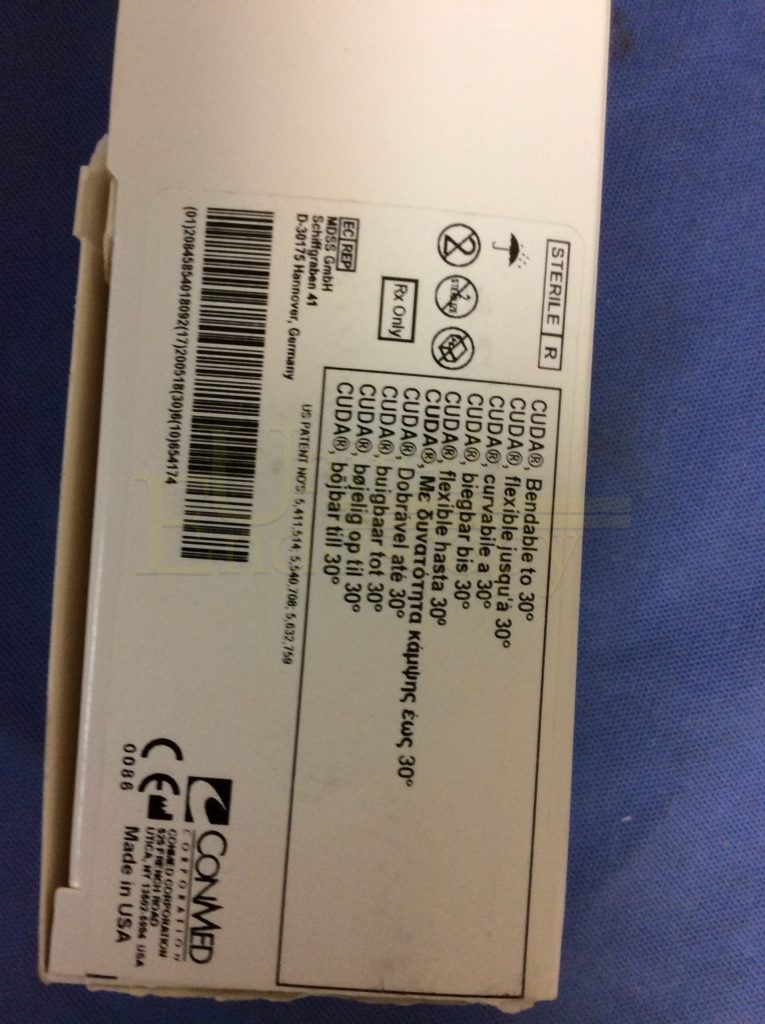 STERILE R
CUDA®, Bendable to 30°
CUDA®, flexible jusqu'à 30°
CUDA®, curvabile a 30°
CUDA®, biegbar bis 30°
CUDA®, flexible hasta 30°
CUDA®, Με δυνατότητα κάμψης έως 30°
CUDA®, Dobrável até 30°
CUDA®, buigbaar tot 30°
CUDA®, bøjelig op til 30°
CUDA®, böjbar till 30°
2
Rx Only
EC REP
MDSS GmbH
Schiffgraben 41
D-30175 Hannover, Germany
US PATENT NO'S: 5,411,514; 5,540,708; 5,632,759
(01)20845854018092(17)200518(30)6(10)654174
CONMED
CORPORATION
CONMED CORPORATION
525 FRENCH ROAD
UTICA, NY 13502-5994 USA
CE
0086 Made in USA